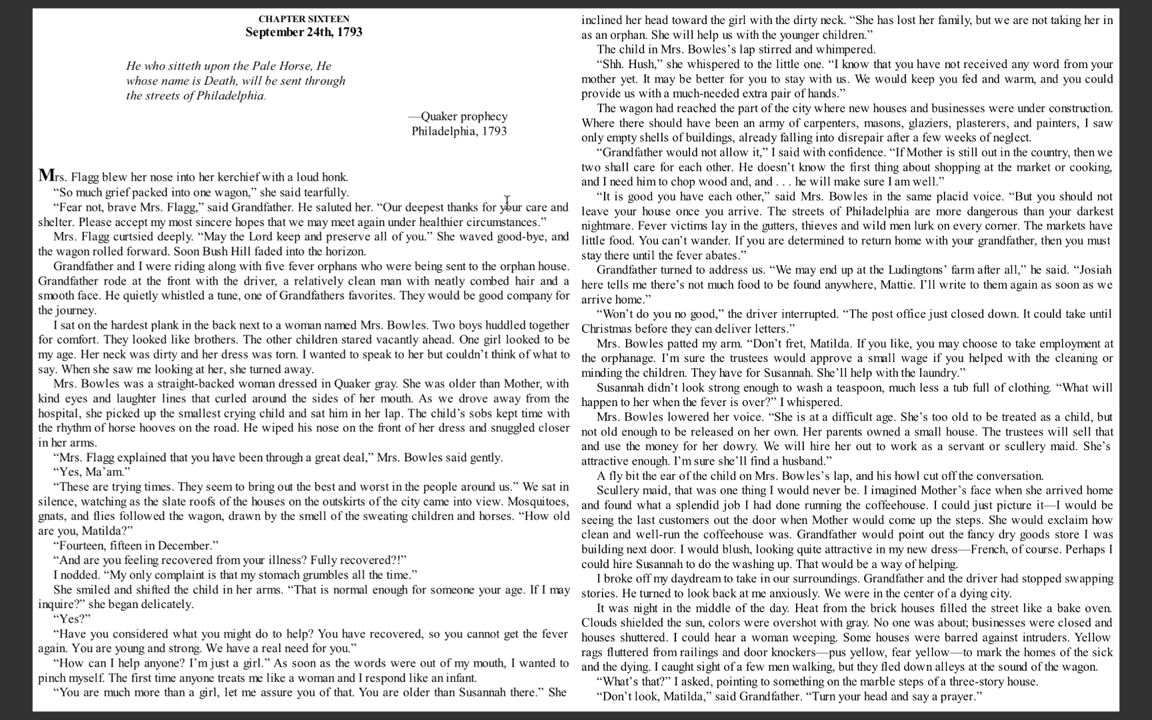 CHAPTER SIXTEEN
September 24th, 1793
He who sitteth upon the Pale Horse, He
whose name is Death, will be sent through
the streets of Philadelphia.
—Quaker prophecy
Philadelphia, 1793
Mrs. Flagg blew her nose into her kerchief with a loud honk.
“So much grief packed into one wagon,” she said tearfully.
“Fear not, brave Mrs. Flagg,” said Grandfather. He saluted her. “Our deepest thanks for your care and
shelter. Please accept my most sincere hopes that we may meet again under healthier circumstances.”
Mrs. Flagg curtsied deeply. “May the Lord keep and preserve all of you.” She waved good-bye, and
the wagon rolled forward. Soon Bush Hill faded into the horizon.
Grandfather and I were riding along with five fever orphans who were being sent to the orphan house.
Grandfather rode at the front with the driver, a relatively clean man with neatly combed hair and a
smooth face. He quietly whistled a tune, one of Grandfathers favorites. They would be good company for
the journey.
I sat on the hardest plank in the back next to a woman named Mrs. Bowles. Two boys huddled together
for comfort. They looked like brothers. The other children stared vacantly ahead. One girl looked to be
my age. Her neck was dirty and her dress was torn. I wanted to speak to her but couldn’t think of what to
say. When she saw me looking at her, she turned away.
Mrs. Bowles was a straight-backed woman dressed in Quaker gray. She was older than Mother, with
kind eyes and laughter lines that curled around the sides of her mouth. As we drove away from the
hospital, she picked up the smallest crying child and sat him in her lap. The child’s sobs kept time with
the rhythm of horse hooves on the road. He wiped his nose on the front of her dress and snuggled closer
in her arms.
“Mrs. Flagg explained that you have been through a great deal,” Mrs. Bowles said gently.
“Yes, Ma’am.”
“These are trying times. They seem to bring out the best and worst in the people around us.” We sat in
silence, watching as the slate roofs of the houses on the outskirts of the city came into view. Mosquitoes,
gnats, and flies followed the wagon, drawn by the smell of the sweating children and horses. “How old
are you, Matilda?”
“Fourteen, fifteen in December.”
“And are you feeling recovered from your illness? Fully recovered?!”
I nodded. “My only complaint is that my stomach grumbles all the time.”
She smiled and shifted the child in her arms. “That is normal enough for someone your age. If I may
inquire?” she began delicately.
“Yes?”
“Have you considered what you might do to help? You have recovered, so you cannot get the fever
again. You are young and strong. We have a real need for you.”
“How can I help anyone? I’m just a girl.” As soon as the words were out of my mouth, I wanted to
pinch myself. The first time anyone treats me like a woman and I respond like an infant.
“You are much more than a girl, let me assure you of that. You are older than Susannah there.” She
inclined her head toward the girl with the dirty neck. “She has lost her family, but we are not taking her in
as an orphan. She will help us with the younger children.”
The child in Mrs. Bowles’s lap stirred and whimpered.
“Shh. Hush,” she whispered to the little one. “I know that you have not received any word from your
mother yet. It may be better for you to stay with us. We would keep you fed and warm, and you could
provide us with a much-needed extra pair of hands.”
The wagon had reached the part of the city where new houses and businesses were under construction.
Where there should have been an army of carpenters, masons, glaziers, plasterers, and painters, I saw
only empty shells of buildings, already falling into disrepair after a few weeks of neglect.
“Grandfather would not allow it,” I said with confidence. “If Mother is still out in the country, then we
two shall care for each other. He doesn’t know the first thing about shopping at the market or cooking,
and I need him to chop wood and, and . . . he will make sure I am well.”
“It is good you have each other,” said Mrs. Bowles in the same placid voice. “But you should not
leave your house once you arrive. The streets of Philadelphia are more dangerous than your darkest
nightmare. Fever victims lay in the gutters, thieves and wild men lurk on every corner. The markets have
little food. You can’t wander. If you are determined to return home with your grandfather, then you must
stay there until the fever abates.”
Grandfather turned to address us. “We may end up at the Ludingtons’ farm after all,” he said. “Josiah
here tells me there’s not much food to be found anywhere, Mattie. I’ll write to them again as soon as we
arrive home.”
“Won’t do you no good,” the driver interrupted. “The post office just closed down. It could take until
Christmas before they can deliver letters.”
Mrs. Bowles patted my arm. “Don’t fret, Matilda. If you like, you may choose to take employment at
the orphanage. I’m sure the trustees would approve a small wage if you helped with the cleaning or
minding the children. They have for Susannah. She’ll help with the laundry.”
Susannah didn’t look strong enough to wash a teaspoon, much less a tub full of clothing. “What will
happen to her when the fever is over?” I whispered.
Mrs. Bowles lowered her voice. “She is at a difficult age. She’s too old to be treated as a child, but
not old enough to be released on her own. Her parents owned a small house. The trustees will sell that
and use the money for her dowry. We will hire her out to work as a servant or scullery maid. She’s
attractive enough. I’m sure she’ll find a husband.”
A fly bit the ear of the child on Mrs. Bowles’s lap, and his howl cut off the conversation.
Scullery maid, that was one thing I would never be. I imagined Mother’s face when she arrived home
and found what a splendid job I had done running the coffeehouse. I could just picture it—I would be
seeing the last customers out the door when Mother would come up the steps. She would exclaim how
clean and well-run the coffeehouse was. Grandfather would point out the fancy dry goods store I was
building next door. I would blush, looking quite attractive in my new dress—French, of course. Perhaps I
could hire Susannah to do the washing up. That would be a way of helping.
I broke off my daydream to take in our surroundings. Grandfather and the driver had stopped swapping
stories. He turned to look back at me anxiously. We were in the center of a dying city.
It was night in the middle of the day. Heat from the brick houses filled the street like a bake oven.
Clouds shielded the sun, colors were overshot with gray. No one was about; businesses were closed and
houses shuttered. I could hear a woman weeping. Some houses were barred against intruders. Yellow
rags fluttered from railings and door knockers—pus yellow, fear yellow—to mark the homes of the sick
and the dying. I caught sight of a few men walking, but they fled down alleys at the sound of the wagon.
“What’s that?” I asked, pointing to something on the marble steps of a three-story house.
“Don’t look, Matilda,” said Grandfather. “Turn your head and say a prayer.”